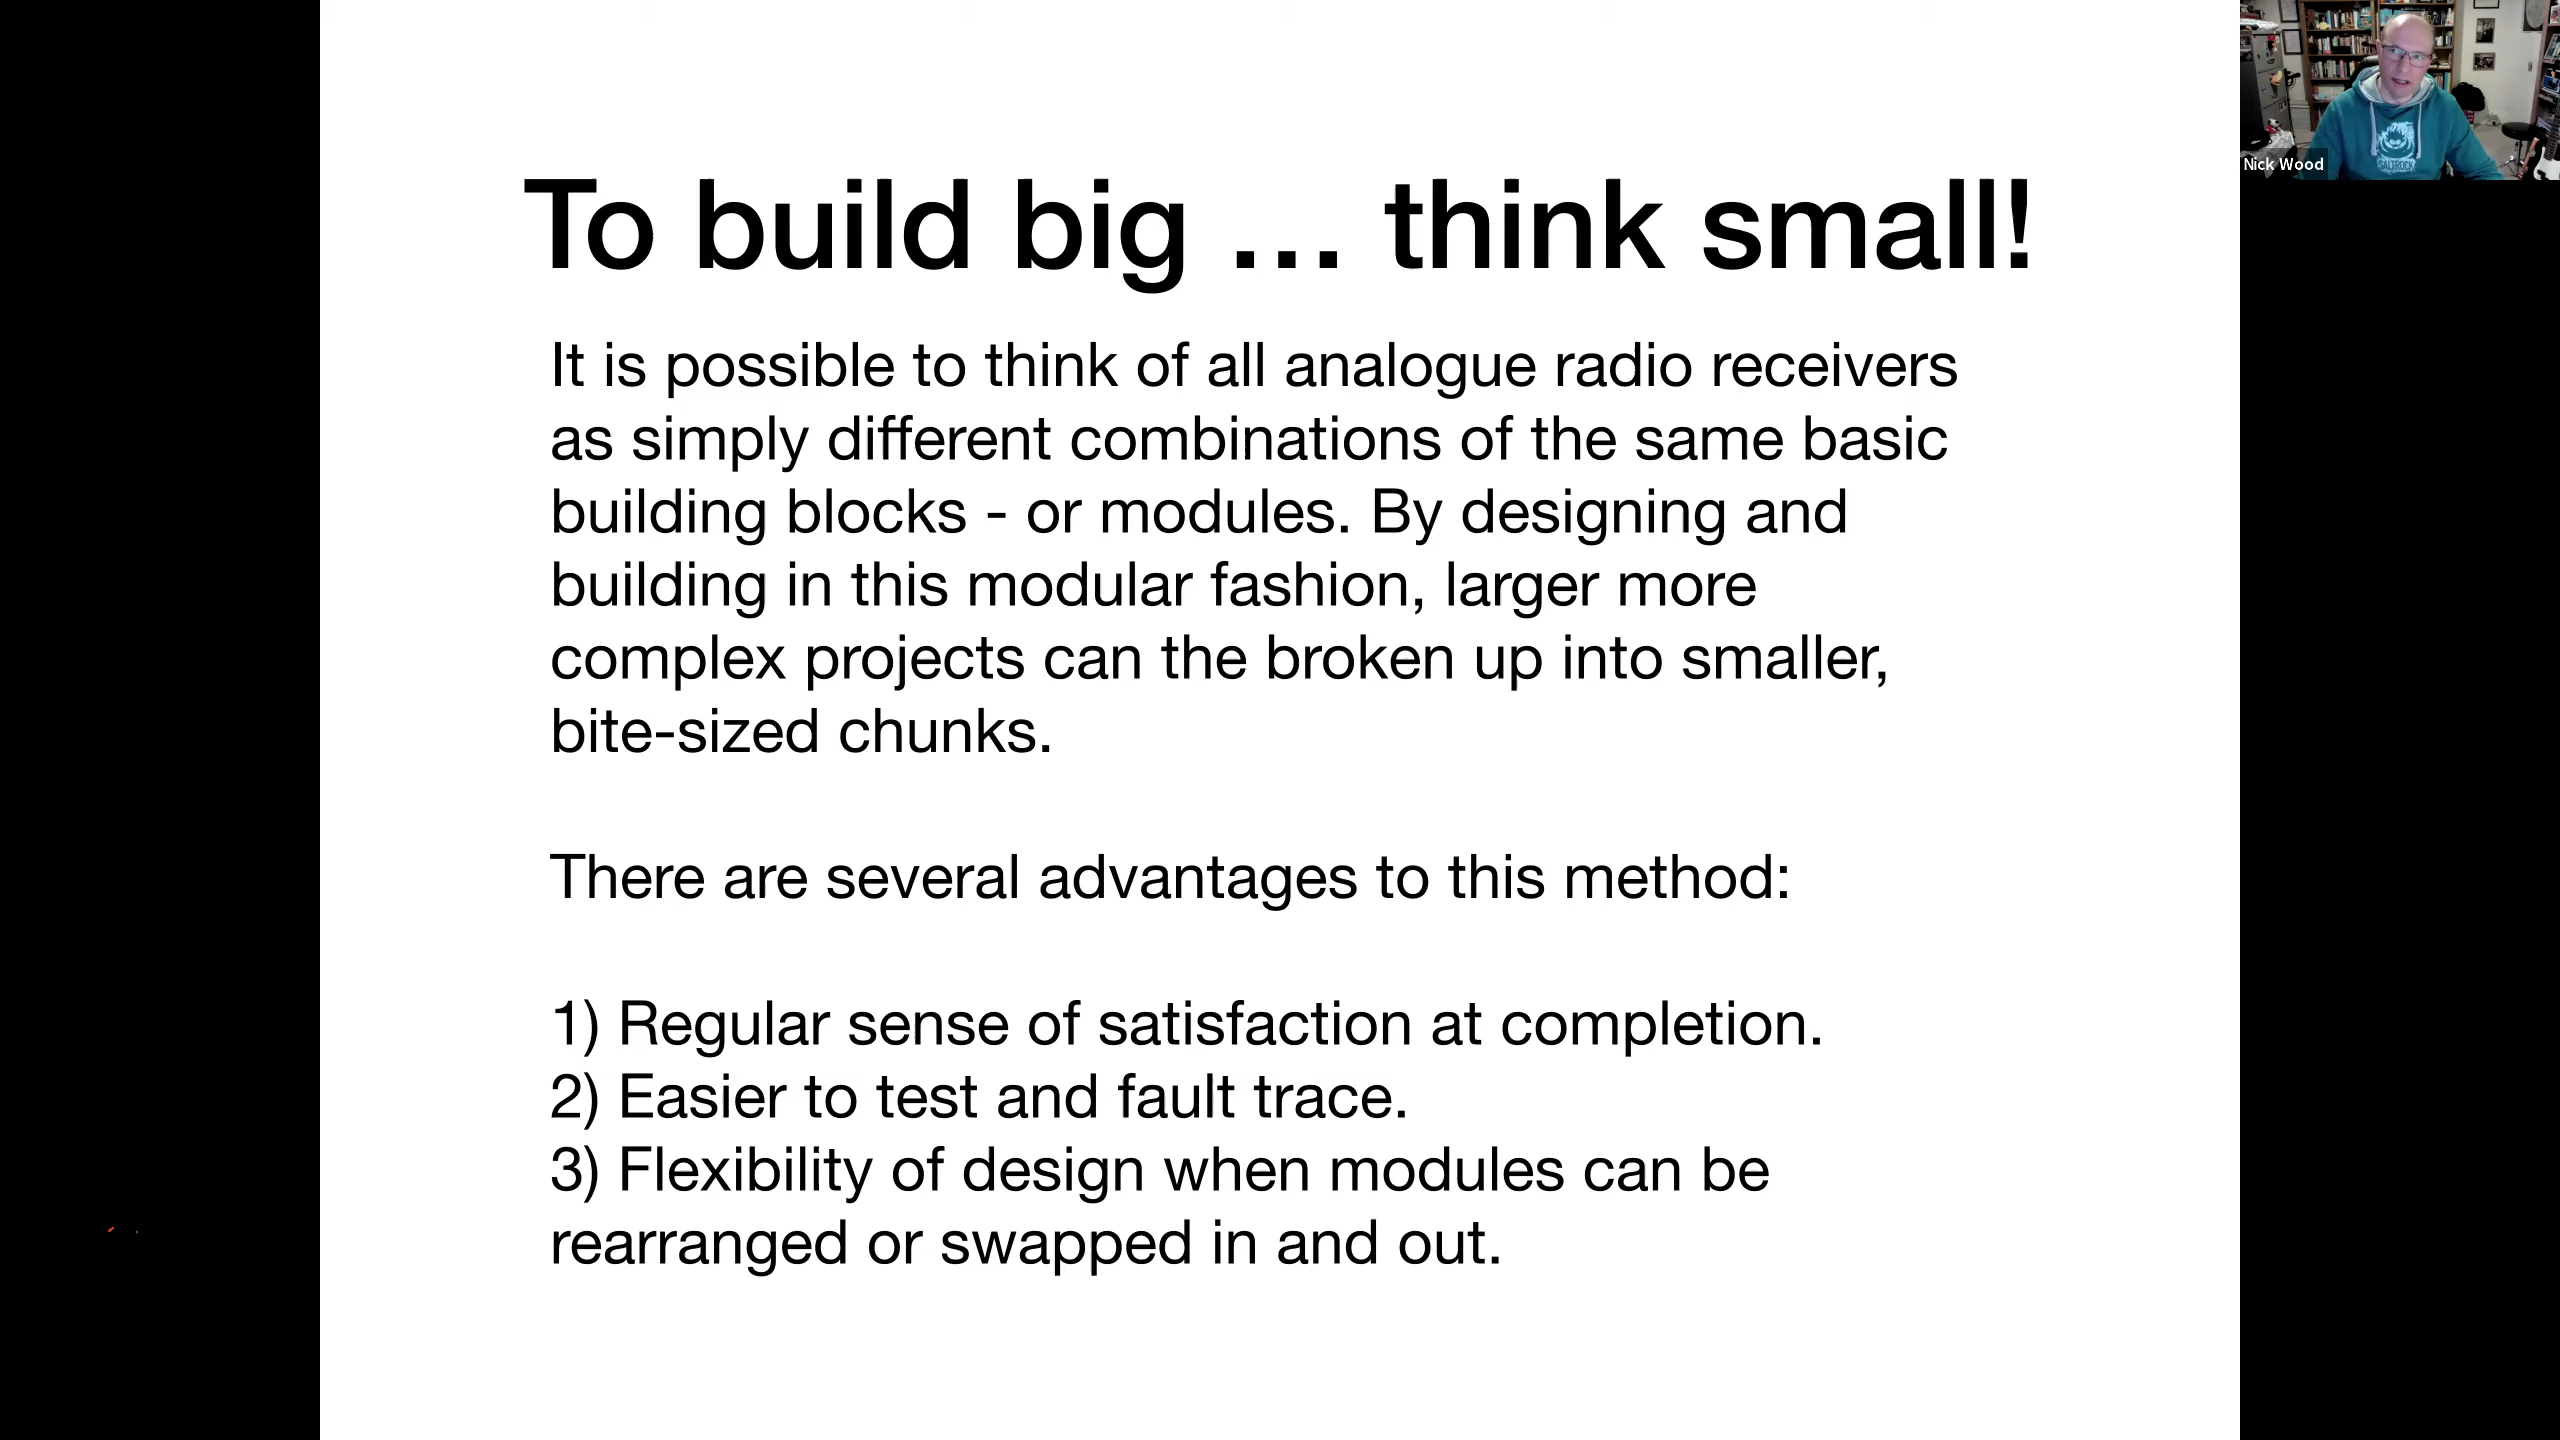 To build big ... think small!
It is possible to think of all analogue radio receivers
as simply different combinations of the same basic
building blocks - or modules. By designing and
building in this modular fashion, larger more
complex projects can the broken up into smaller,
bite-sized chunks.
There are several advantages to this method:
1) Regular sense of satisfaction at completion.
2) Easier to test and fault trace.
3) Flexibility of design when modules can be
rearranged or swapped in and out.
SALTROCK
Nick Wood